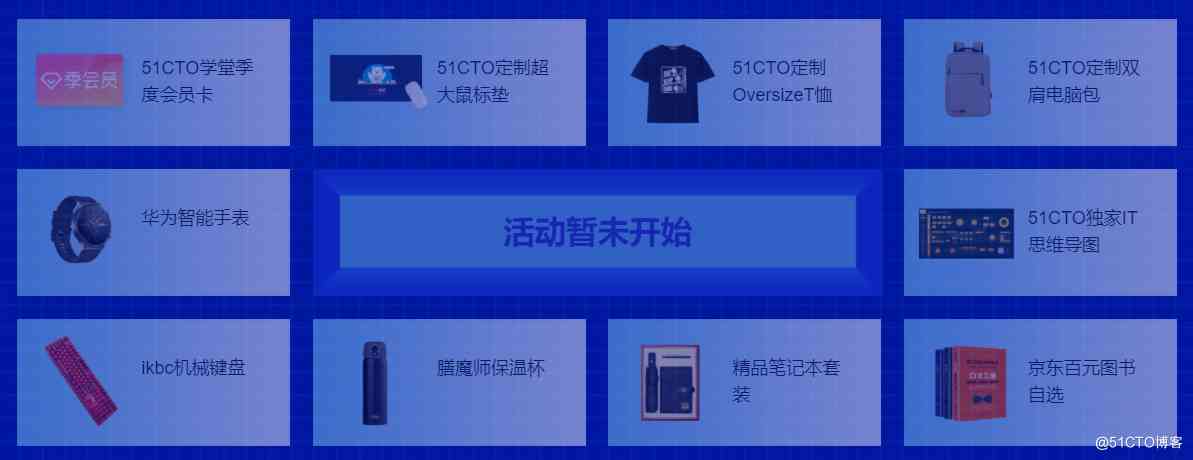 季会员
51CTO学堂季
度会员卡
51CTO定制超
大鼠标垫
51CTO定制
OversizeT恤
51CTO定制双
肩电脑包
华为智能手表
活动暂未开始
51CTO独家IT
思维导图
ikbc机械键盘
膳魔师保温杯
精品笔记本套
装
京东百元图书
自选
@51CTO博客